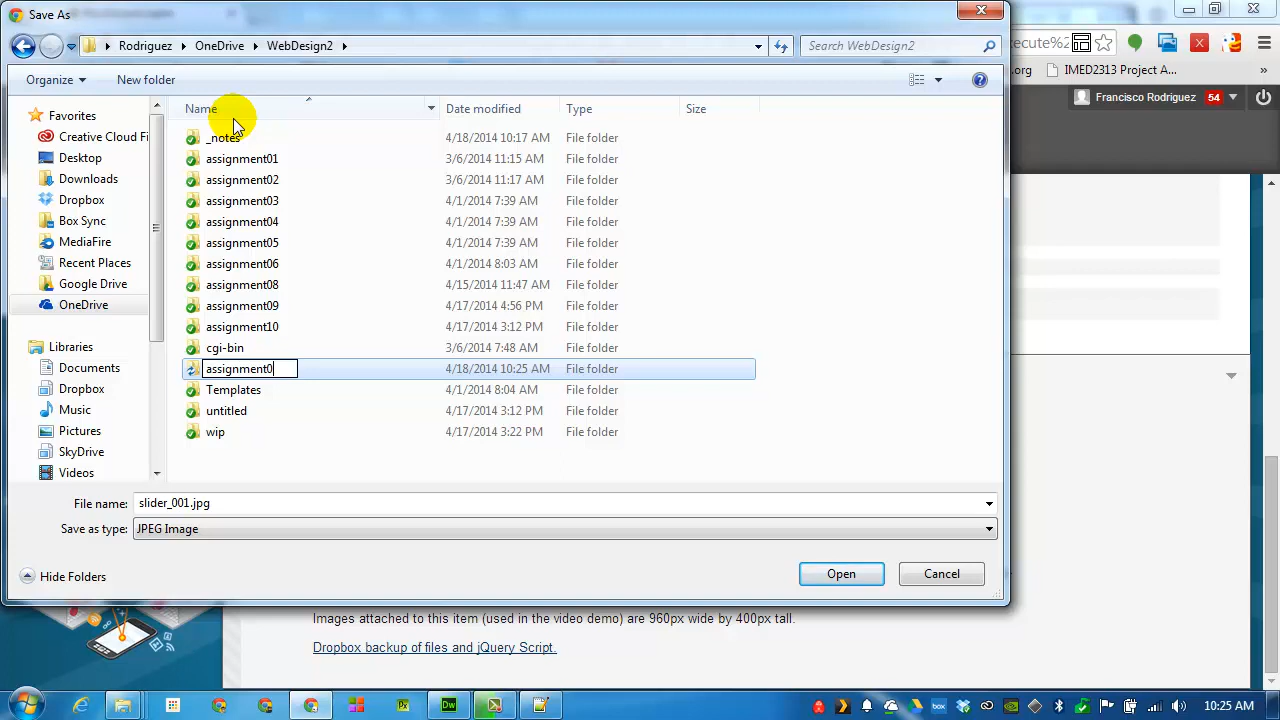 Save As
Rodriguez OneDrive WebDesign2
Search WebDesign2
ecute%
Organize New folder
.org IMED2313 Project A...
Francisco Rodriguez 54
Name Date modified Type Size
Favorites
Creative Cloud Fi
Desktop
Downloads
Dropbox
Box Sync
MediaFire
Recent Places
Google Drive
OneDrive
Libraries
Documents
Dropbox
Music
Pictures
SkyDrive
Videos
_notes 4/18/2014 10:17 AM File folder
assignment01 3/6/2014 11:15 AM File folder
assignment02 3/6/2014 11:17 AM File folder
assignment03 4/1/2014 7:39 AM File folder
assignment04 4/1/2014 7:39 AM File folder
assignment05 4/1/2014 7:39 AM File folder
assignment06 4/1/2014 8:03 AM File folder
assignment08 4/15/2014 11:47 AM File folder
assignment09 4/17/2014 4:56 PM File folder
assignment10 4/17/2014 3:12 PM File folder
cgi-bin 3/6/2014 7:48 AM File folder
assignment0 4/18/2014 10:25 AM File folder
Templates 4/1/2014 8:04 AM File folder
untitled 4/17/2014 3:12 PM File folder
wip 4/17/2014 3:22 PM File folder
File name: slider_001.jpg
Save as type: JPEG Image
Hide Folders
Open Cancel
Images attached to this item (used in the video demo) are 960px wide by 400px tall.
Dropbox backup of files and jQuery Script.
Dw
box
10:25 AM